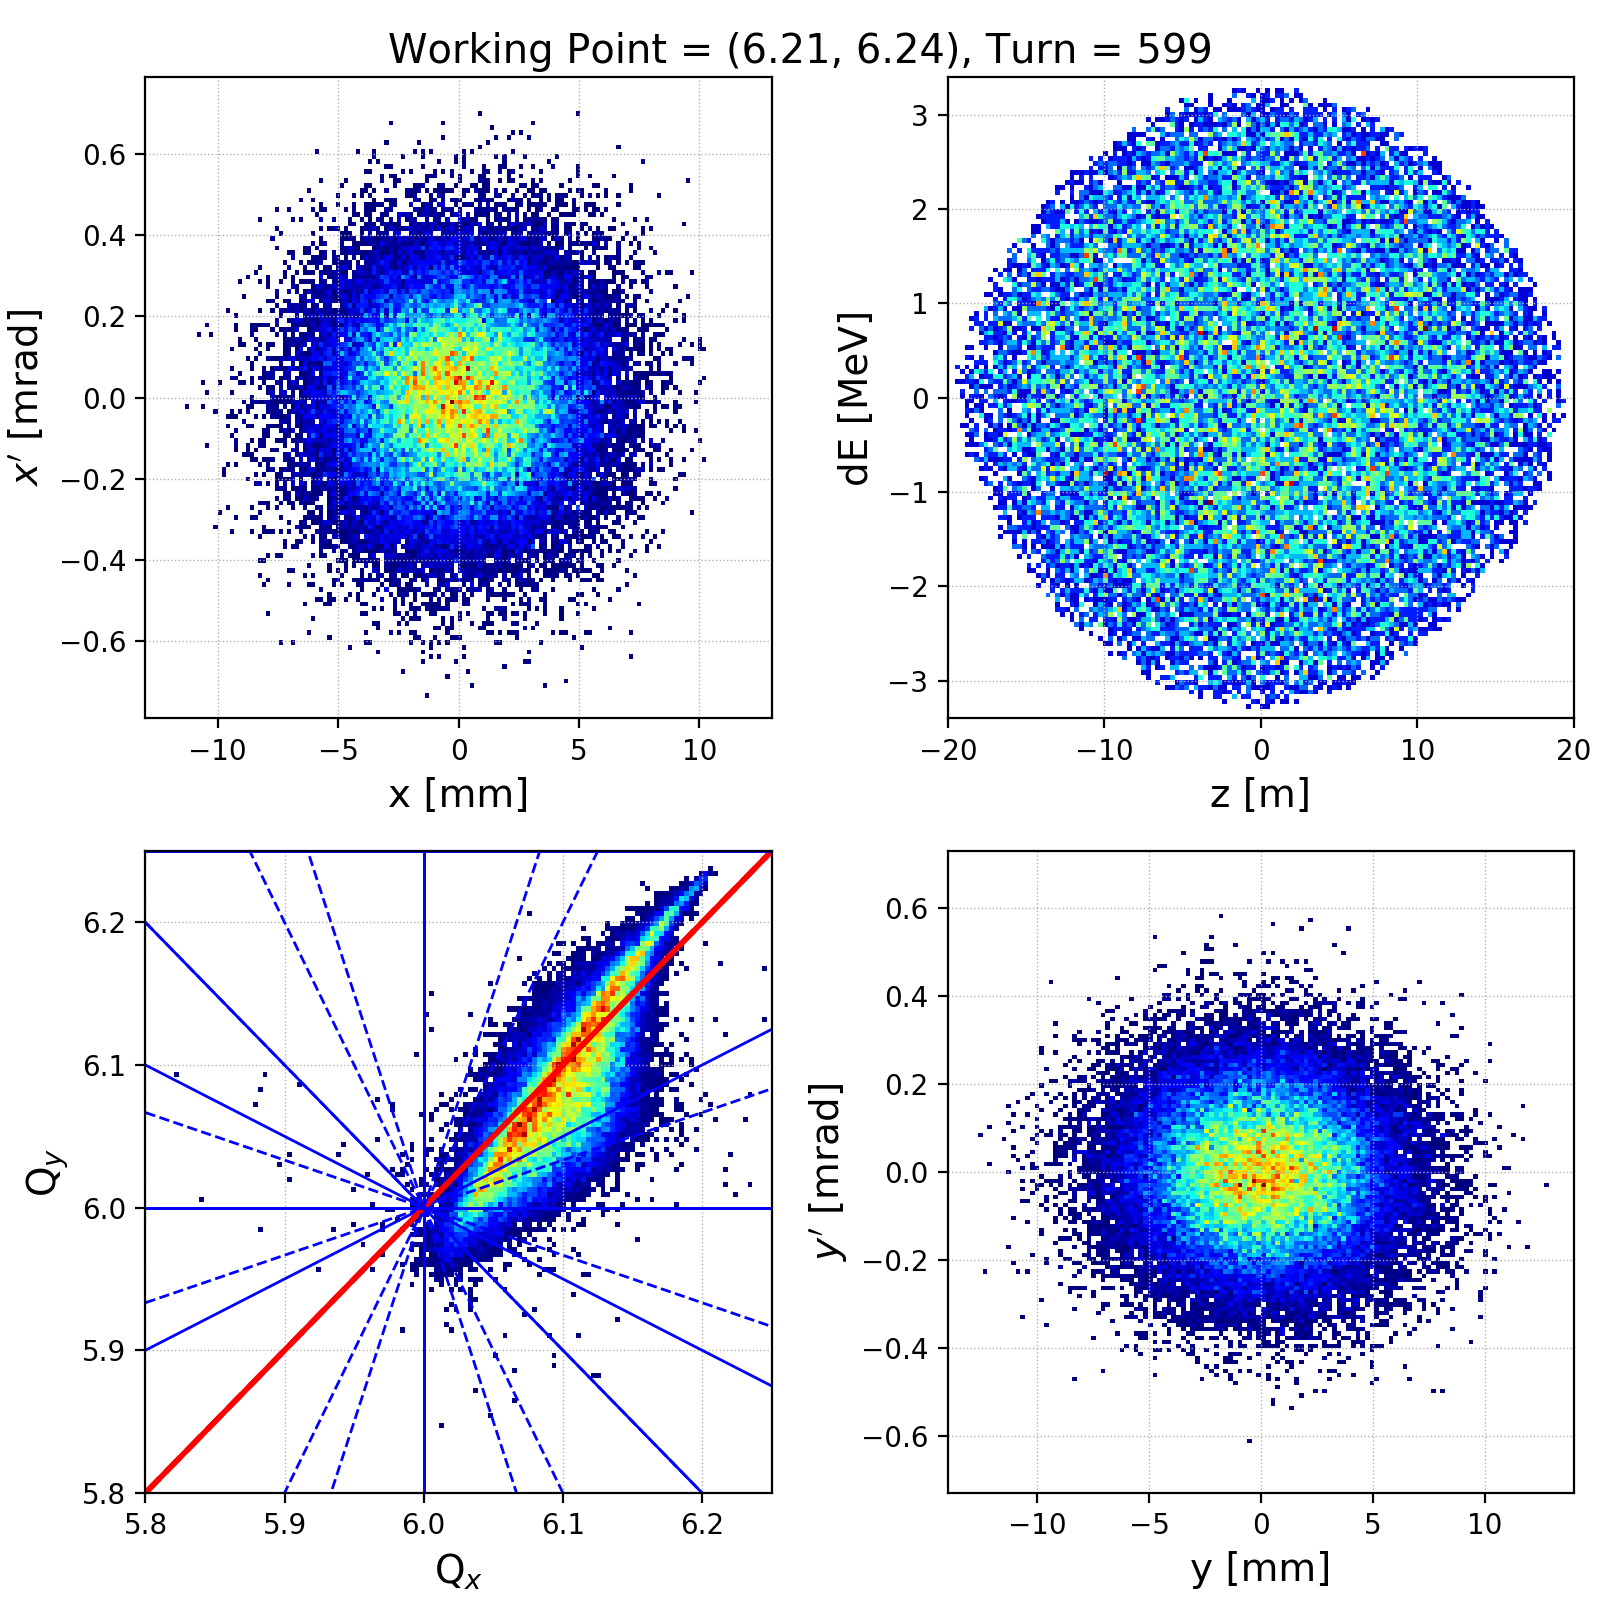 Working Point = (6.21, 6.24), Turn = 599
0.6
0.4
0.2
0.0
−0.2
−0.4
−0.6
x′ [mrad]
−10 −5 0 5 10
x [mm]
3
2
1
0
−1
−2
−3
dE [MeV]
−20 −10 0 10 20
z [m]
6.2
6.1
6.0
5.9
5.8
Qy
5.8 5.9 6.0 6.1 6.2
Qx
0.6
0.4
0.2
0.0
−0.2
−0.4
−0.6
y′ [mrad]
−10 −5 0 5 10
y [mm]